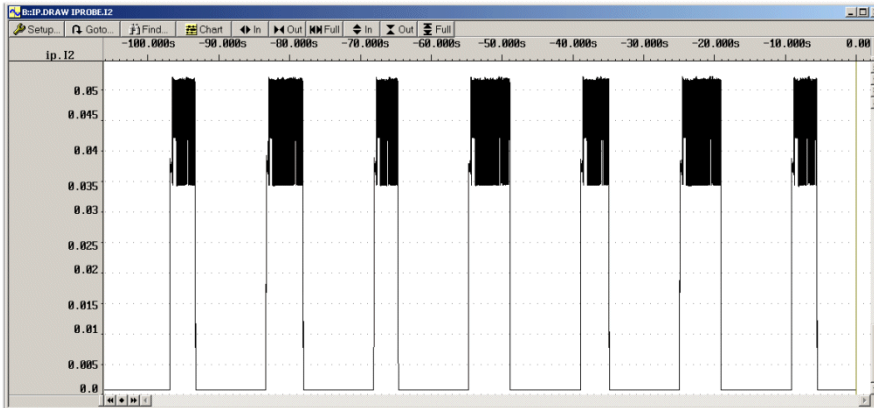 B::IP.DRAW IPROBE.I2
Setup... Goto... Find... Chart In Out Full In Out Full
-100.000s -90.000s -80.000s -70.000s -60.000s -50.000s -40.000s -30.000s -20.000s -10.000s 0.00
ip.I2
0.05
0.045
0.04
0.035
0.03
0.025
0.02
0.015
0.01
0.005
0.0